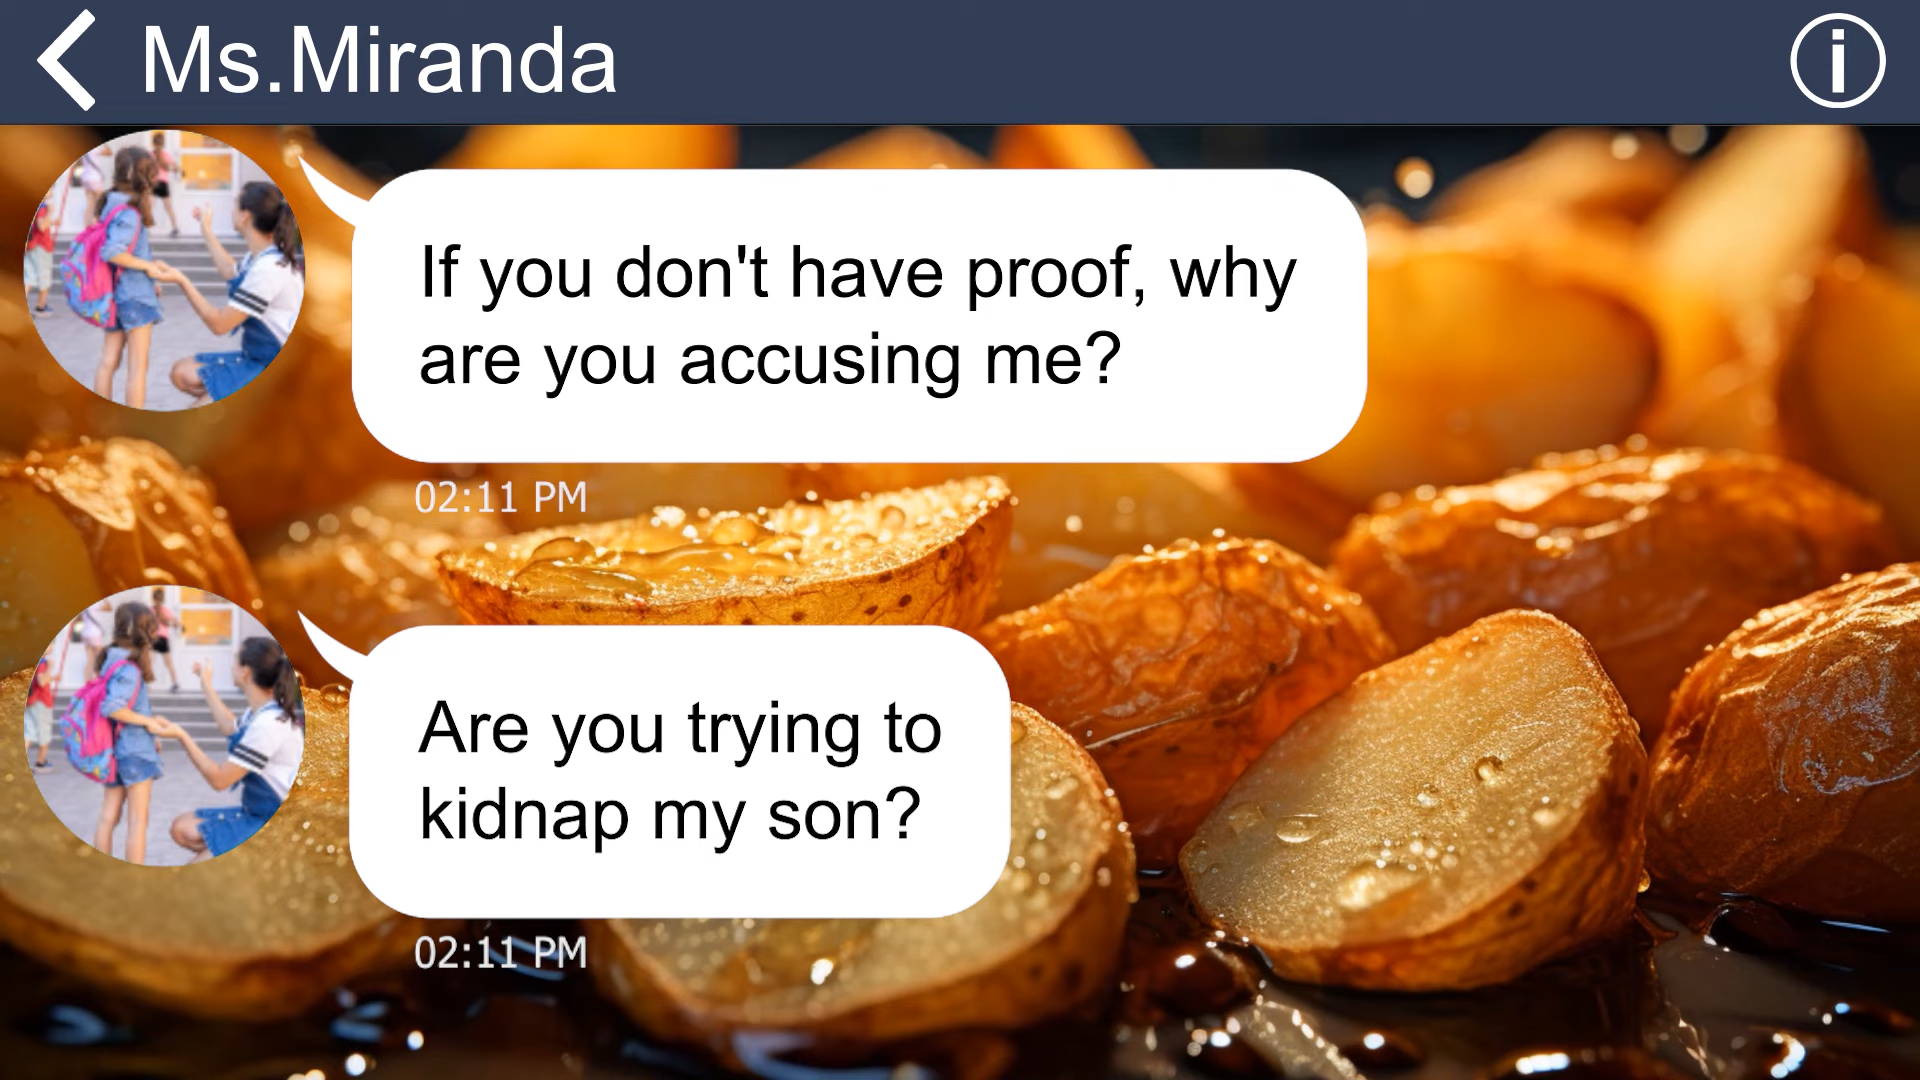 Ms.Miranda
If you don't have proof, why
are you accusing me?
02:11 PM
Are you trying to
kidnap my son?
02:11 PM